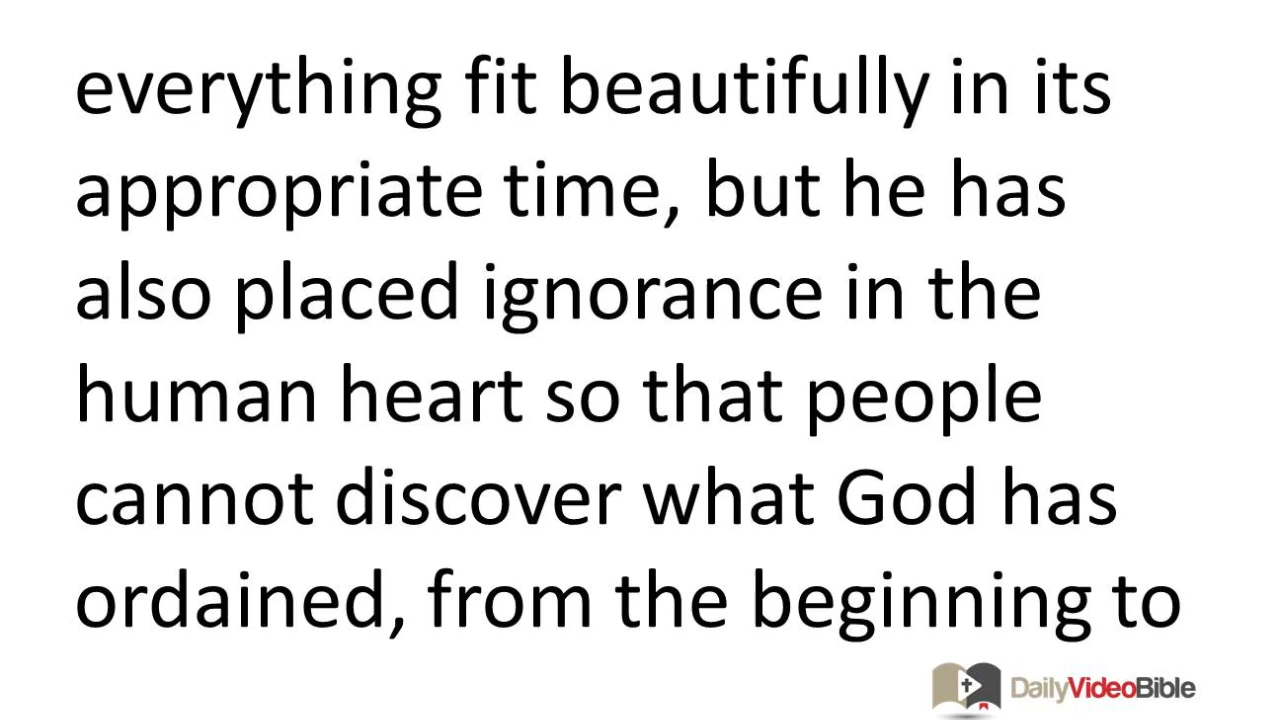 everything fit beautifully in its
appropriate time, but he has
also placed ignorance in the
human heart so that people
cannot discover what God has
ordained, from the beginning to
DailyVideoBible